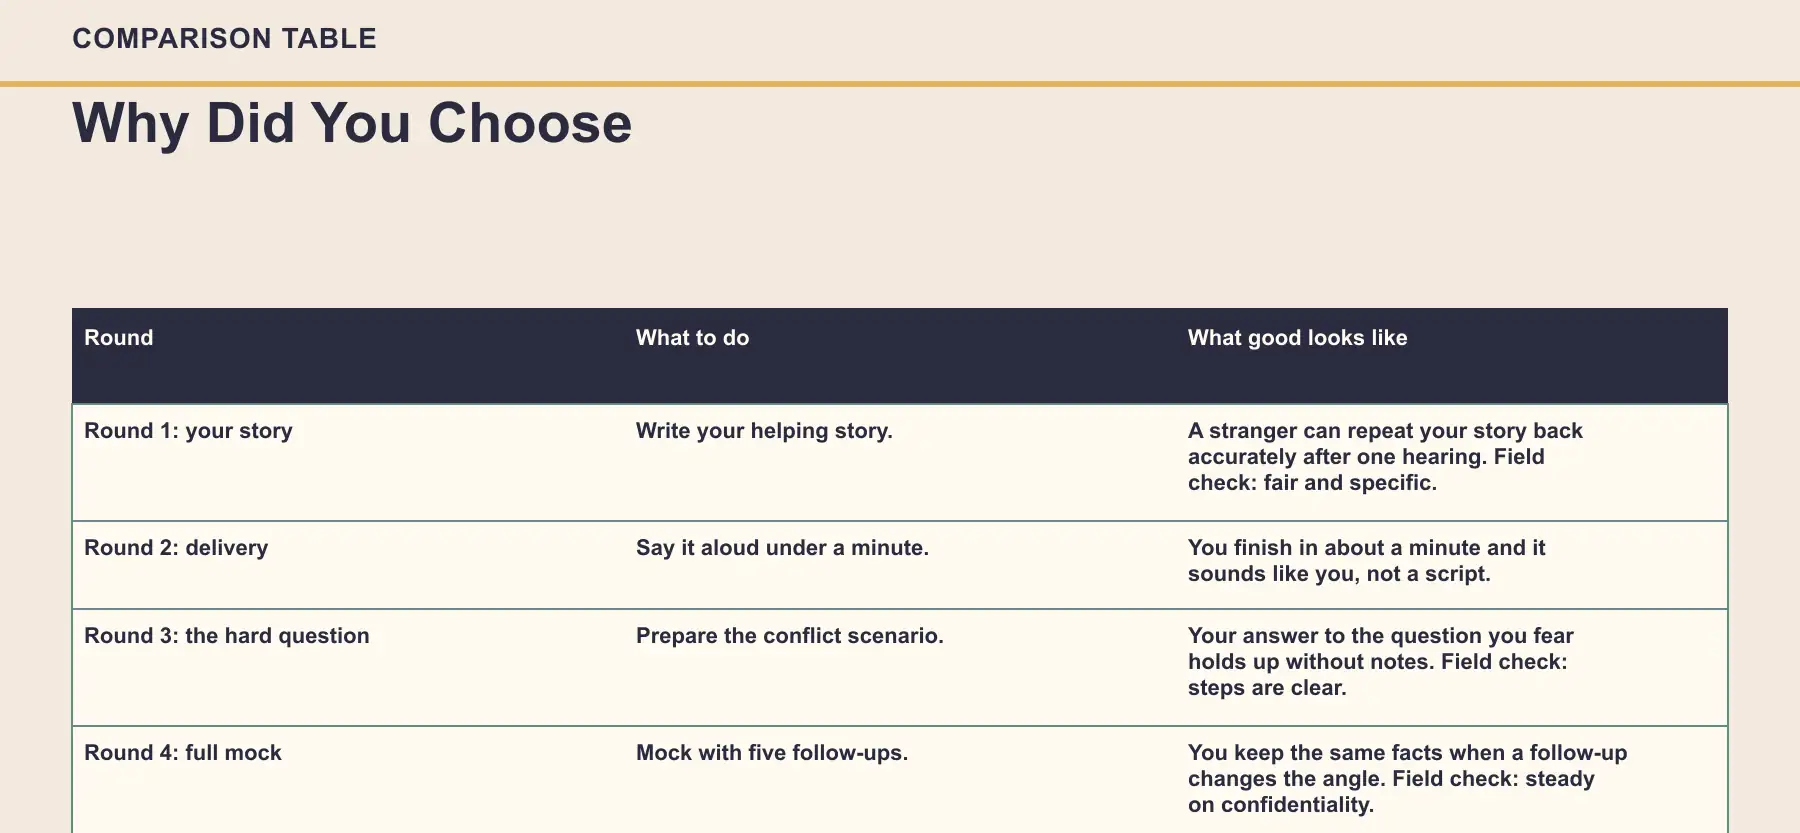 COMPARISON TABLE
Why Did You Choose
Round
What to do
What good looks like
Round 1: your story
Write your helping story.
A stranger can repeat your story back
accurately after one hearing. Field
check: fair and specific.
Round 2: delivery
Say it aloud under a minute.
You finish in about a minute and it
sounds like you, not a script.
Round 3: the hard question
Prepare the conflict scenario.
Your answer to the question you fear
holds up without notes. Field check:
steps are clear.
Round 4: full mock
Mock with five follow-ups.
You keep the same facts when a follow-up
changes the angle. Field check: steady
on confidentiality.